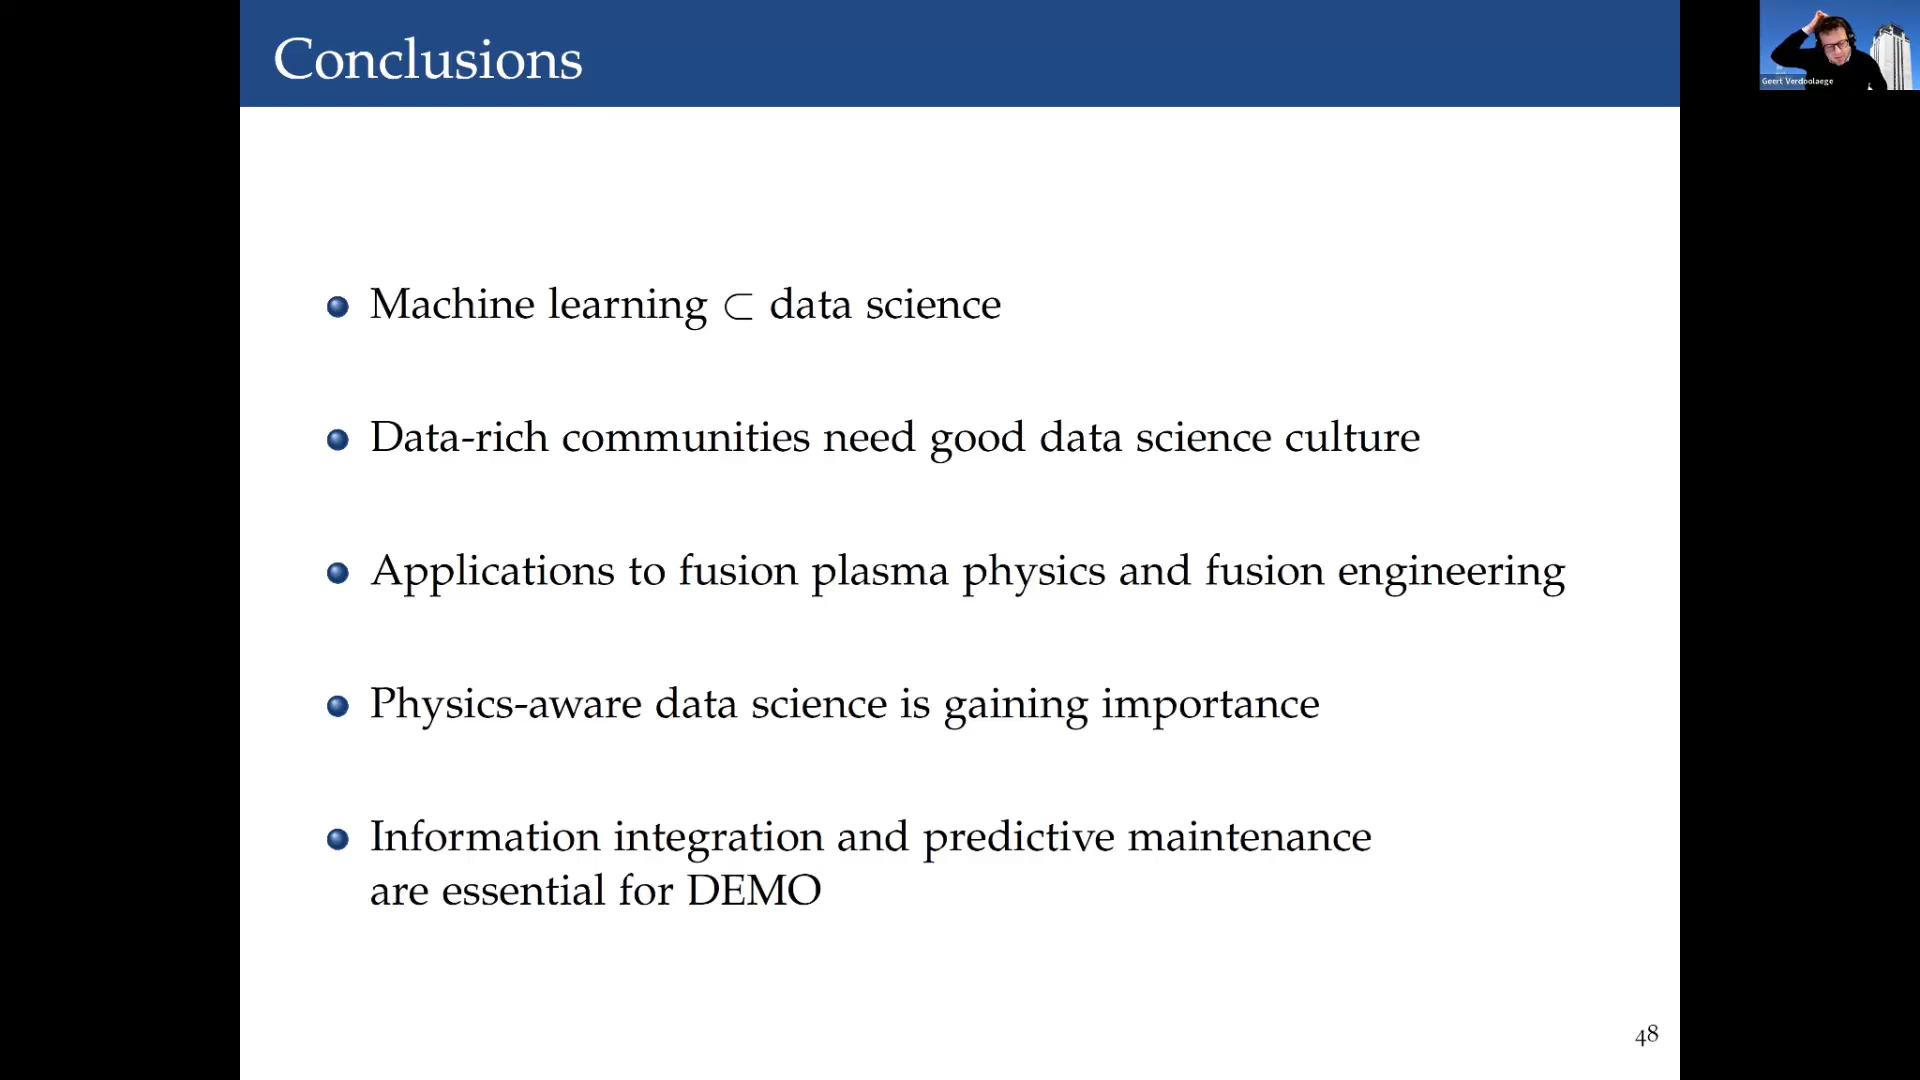 Conclusions
Geert Verdoolaege
Machine learning ⊂ data science
Data-rich communities need good data science culture
Applications to fusion plasma physics and fusion engineering
Physics-aware data science is gaining importance
Information integration and predictive maintenance
are essential for DEMO
48